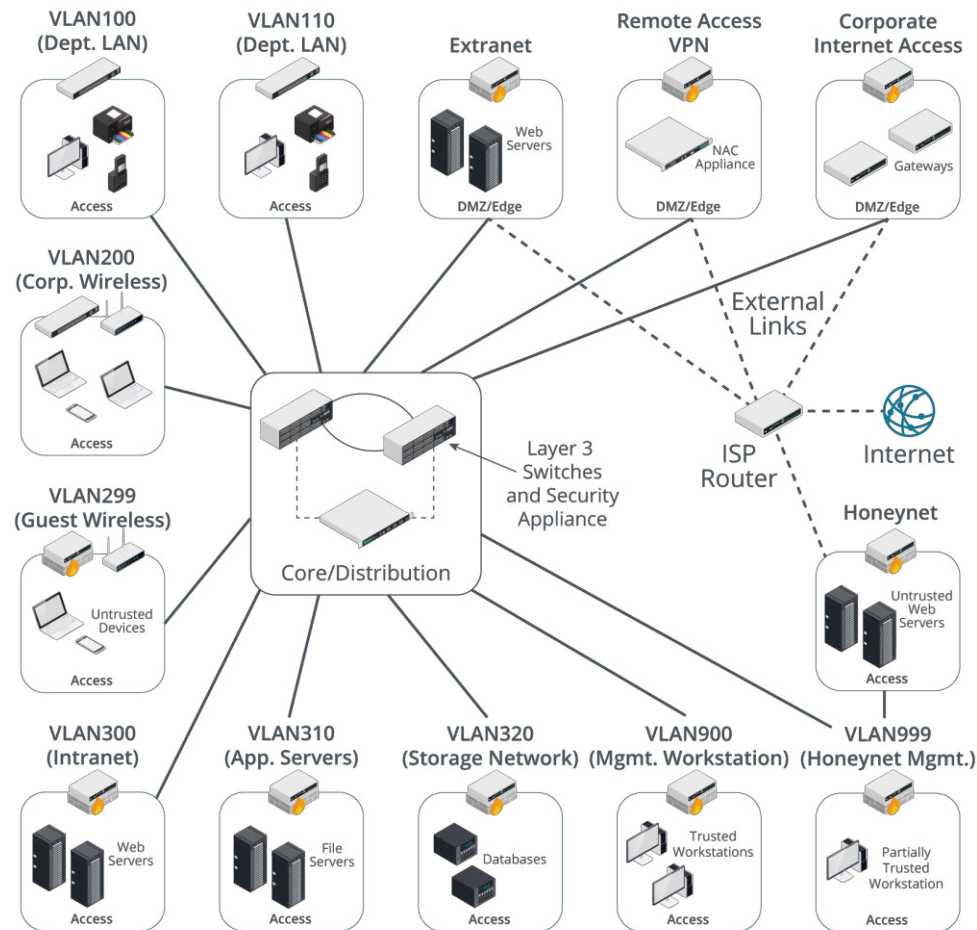 VLAN100
(Dept. LAN)
Access
VLAN110
(Dept. LAN)
Access
Extranet
Web
Servers
DMZ/Edge
Remote Access
VPN
NAC
Appliance
DMZ/Edge
Corporate
Internet Access
Gateways
DMZ/Edge
VLAN200
(Corp. Wireless)
Access
External
Links
Layer 3
Switches
and Security
Appliance
Core/Distribution
ISP
Router
Internet
VLAN299
(Guest Wireless)
Untrusted
Devices
Access
Honeynet
Untrusted
Web
Servers
Access
VLAN300
(Intranet)
Web
Servers
Access
VLAN310
(App. Servers)
File
Servers
Access
VLAN320
(Storage Network)
Databases
Access
VLAN900
(Mgmt. Workstation)
Trusted
Workstations
Access
VLAN999
(Honeynet Mgmt.)
Partially
Trusted
Workstation
Access